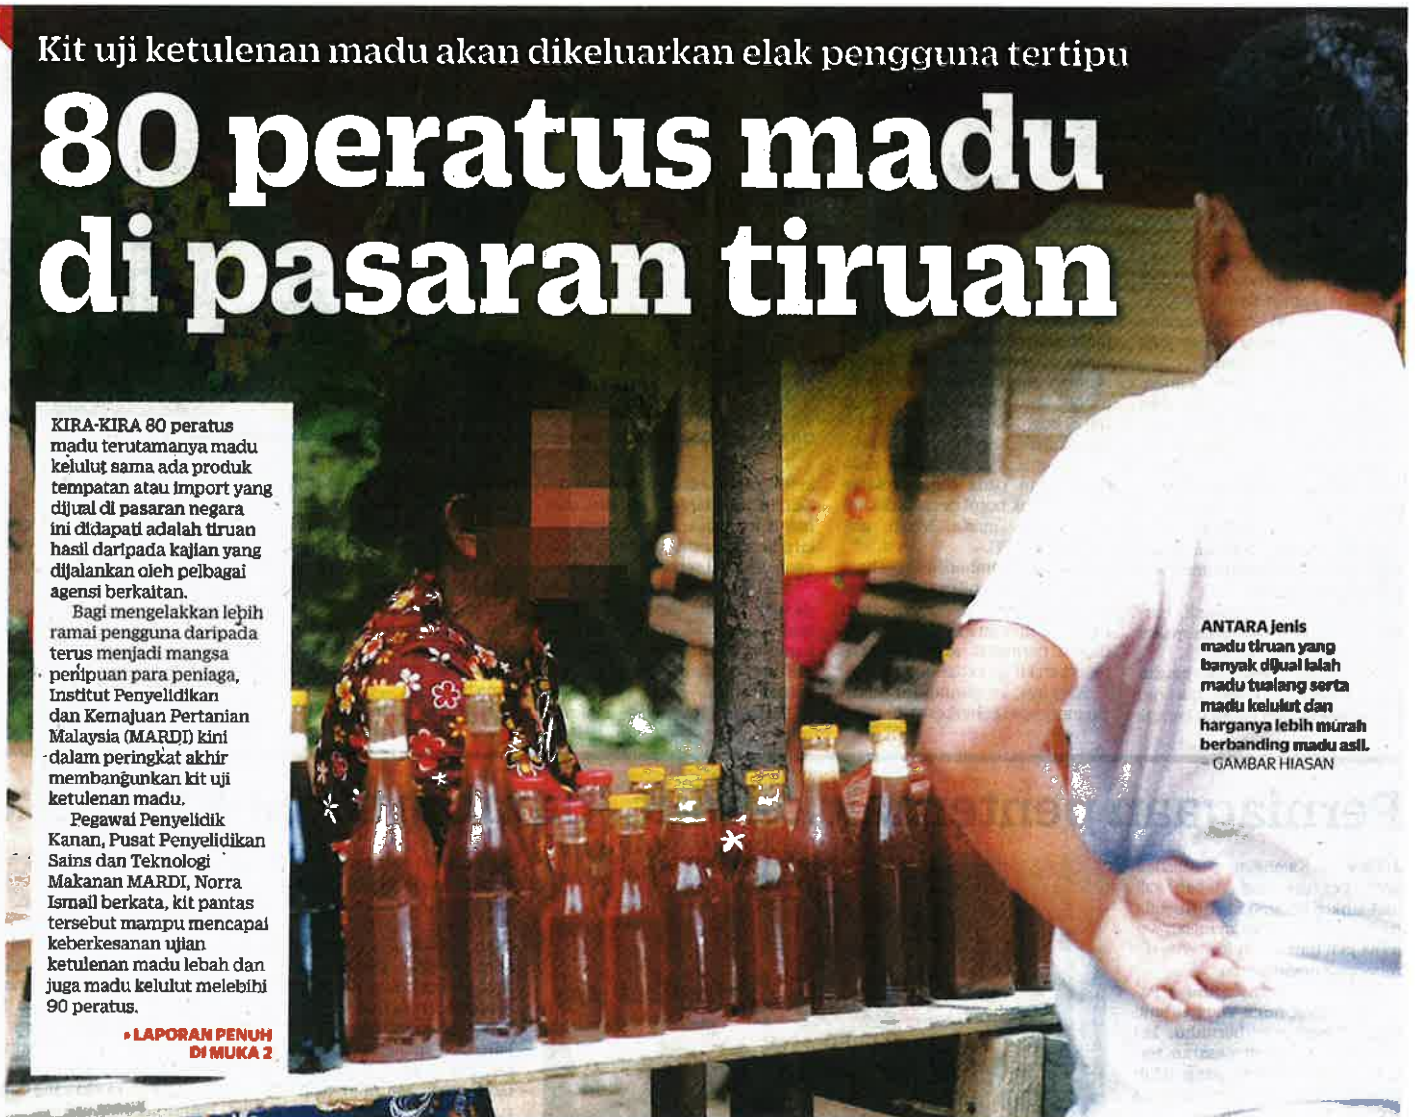 Kit uji ketulenan madu akan dikeluarkan elak pengguna tertipu
80 peratus madu
di pasaran tiruan
KIRA-KIRA 80 peratus
madu terutamanya madu
kelulut sama ada produk
tempatan atau import yang
dijual di pasaran negara
ini didapati adalah tiruan
hasil daripada kajian yang
dijalankan oleh pelbagai
agensi berkaitan.
Bagi mengelakkan lebih
ramai pengguna daripada
terus menjadi mangsa
penipuan para peniaga,
Institut Penyelidikan
dan Kemajuan Pertanian
Malaysia (MARDI) kini
dalam peringkat akhir
membangunkan kit uji
ketulenan madu.
Pegawai Penyelidik
Kanan, Pusat Penyelidikan
Sains dan Teknologi
Makanan MARDI, Norra
Ismail berkata, kit pantas
tersebut mampu mencapai
keberkesanan ujian
ketulenan madu lebah dan
juga madu kelulut melebihi
90 peratus.
» LAPORAN PENUH
DI MUKA 2
ANTARA jenis
madu tiruan yang
banyak dijual ialah
madu tualang serta
madu kelulut dan
harganya lebih murah
berbanding madu asli.
– GAMBAR HIASAN